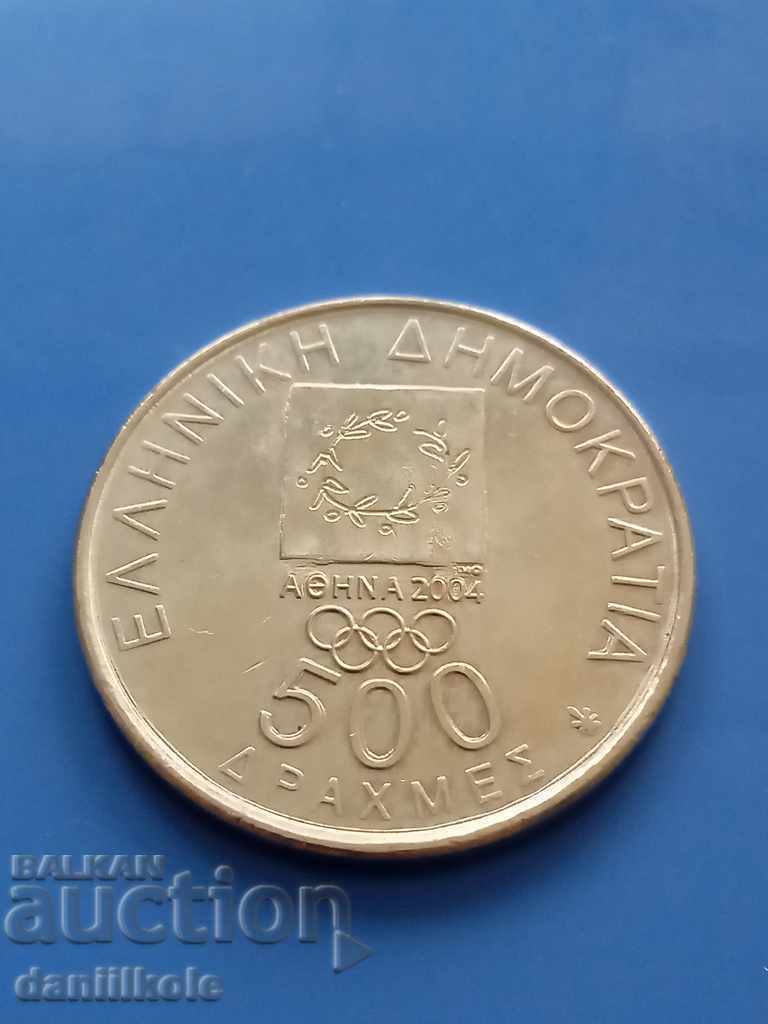 ΕΛΛΗΝΙΚΗ ΔΗΜΟΚΡΑΤΙΑ
ΑΘΗΝΑ 2004
500
ΔΡΑΧΜΕΣ
BALKAN
auction
daniilkole